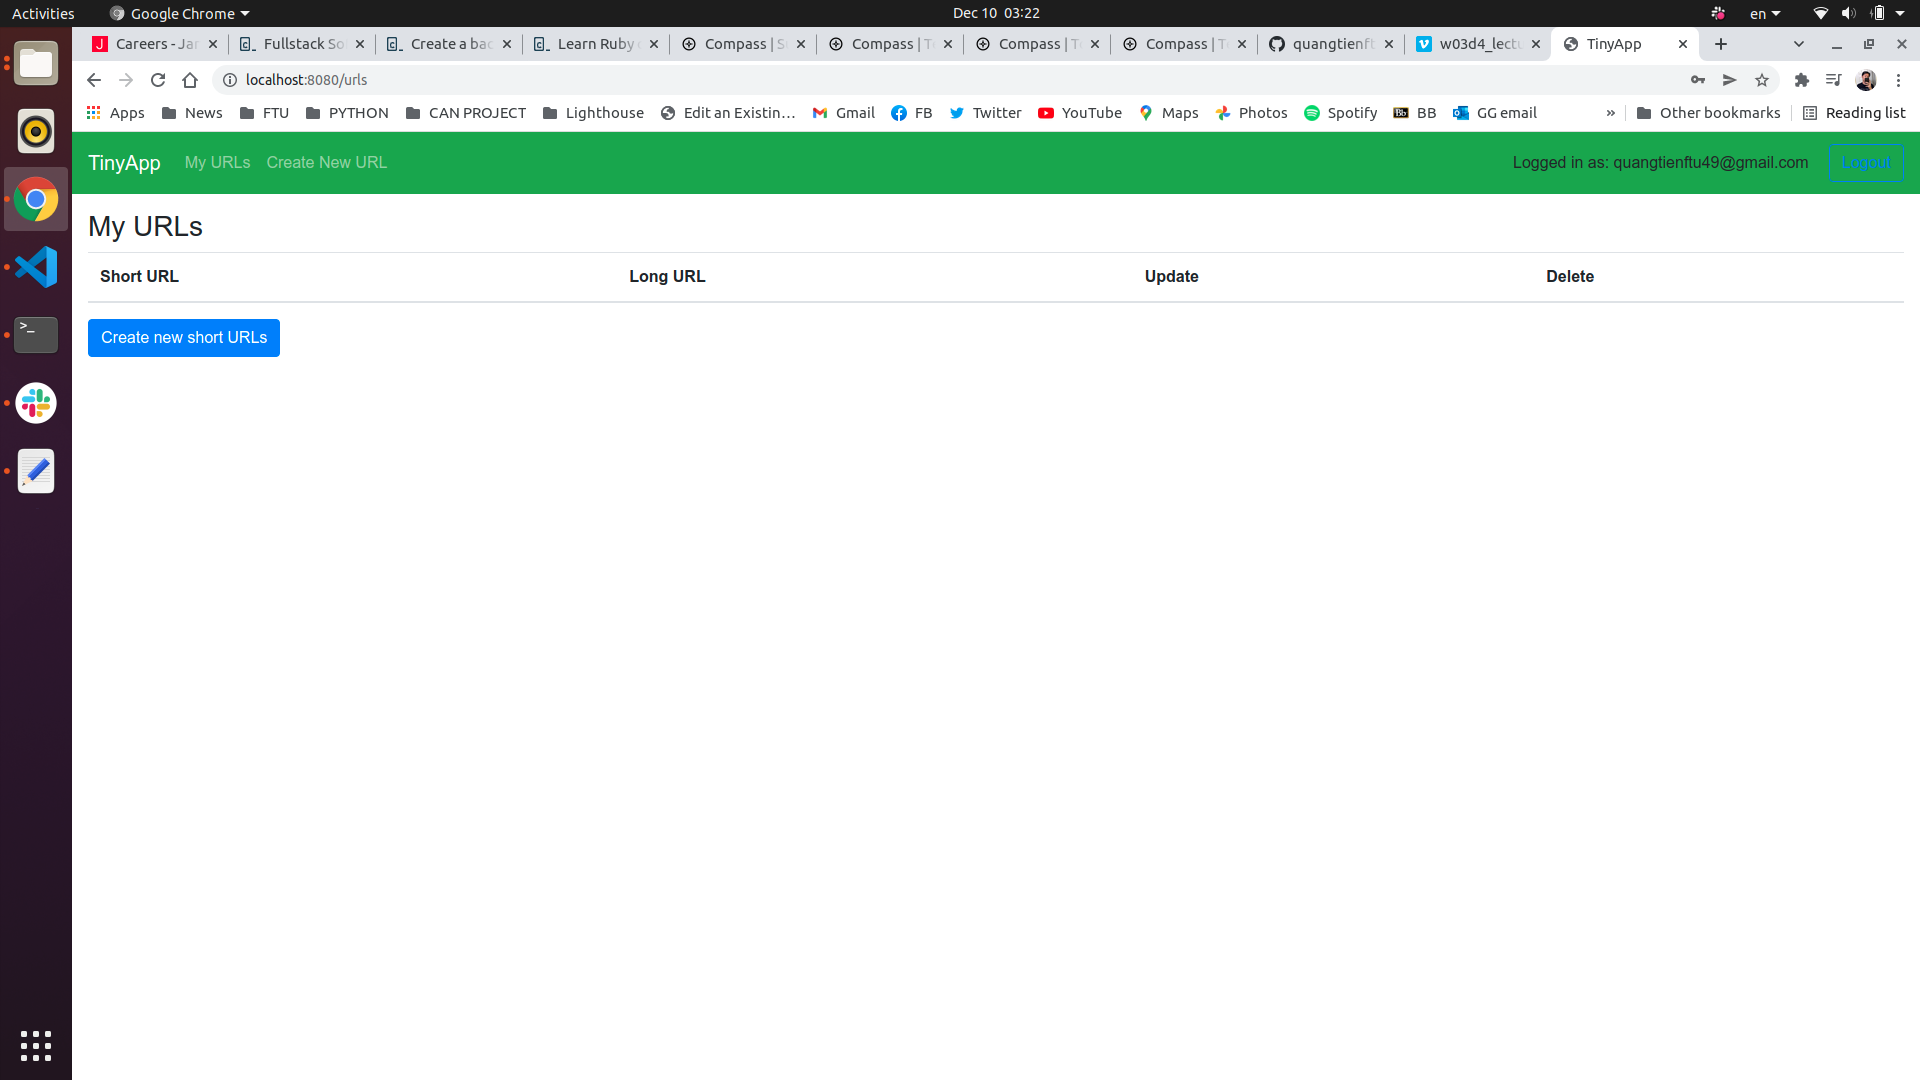 Activities Google Chrome Dec 10 03:22 en
Careers - Jar Fullstack So Create a bac Learn Ruby Compass | S Compass | T Compass | T Compass | T quangtienf w03d4_lectu TinyApp
localhost:8080/urls
Apps News FTU PYTHON CAN PROJECT Lighthouse Edit an Existin... Gmail FB Twitter YouTube Maps Photos Spotify BB GG email » Other bookmarks Reading list
TinyApp My URLs Create New URL Logged in as: quangtienftu49@gmail.com Logout
My URLs
Short URL Long URL Update Delete
Create new short URLs